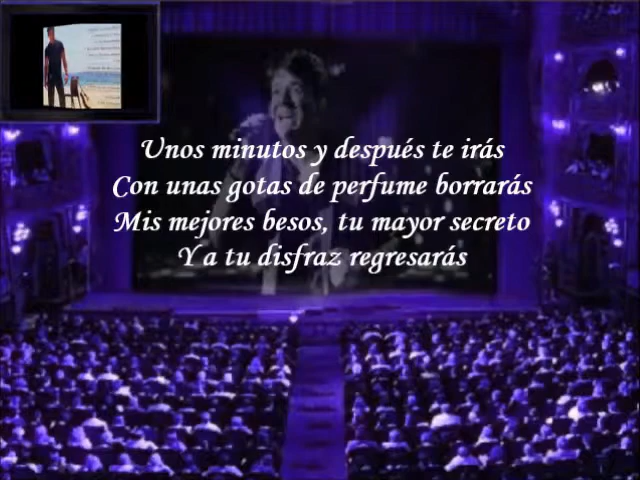 Unos minutos y después te irás
Con unas gotas de perfume borrarás
Mis mejores besos, tu mayor secreto
Y a tu disfraz regresarás